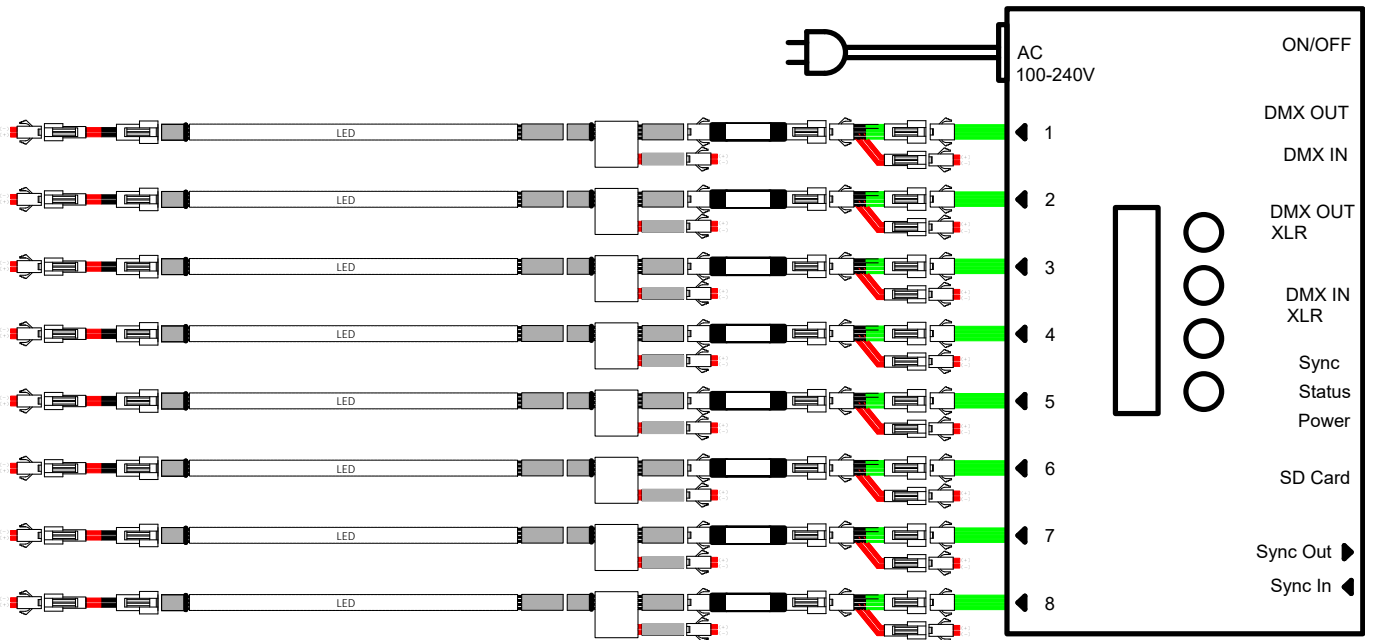 AC
100-240V
ON/OFF
DMX OUT
DMX IN
DMX OUT
XLR
DMX IN
XLR
Sync
Status
Power
SD Card
Sync Out
Sync In
LED 1
LED 2
LED 3
LED 4
LED 5
LED 6
LED 7
LED 8